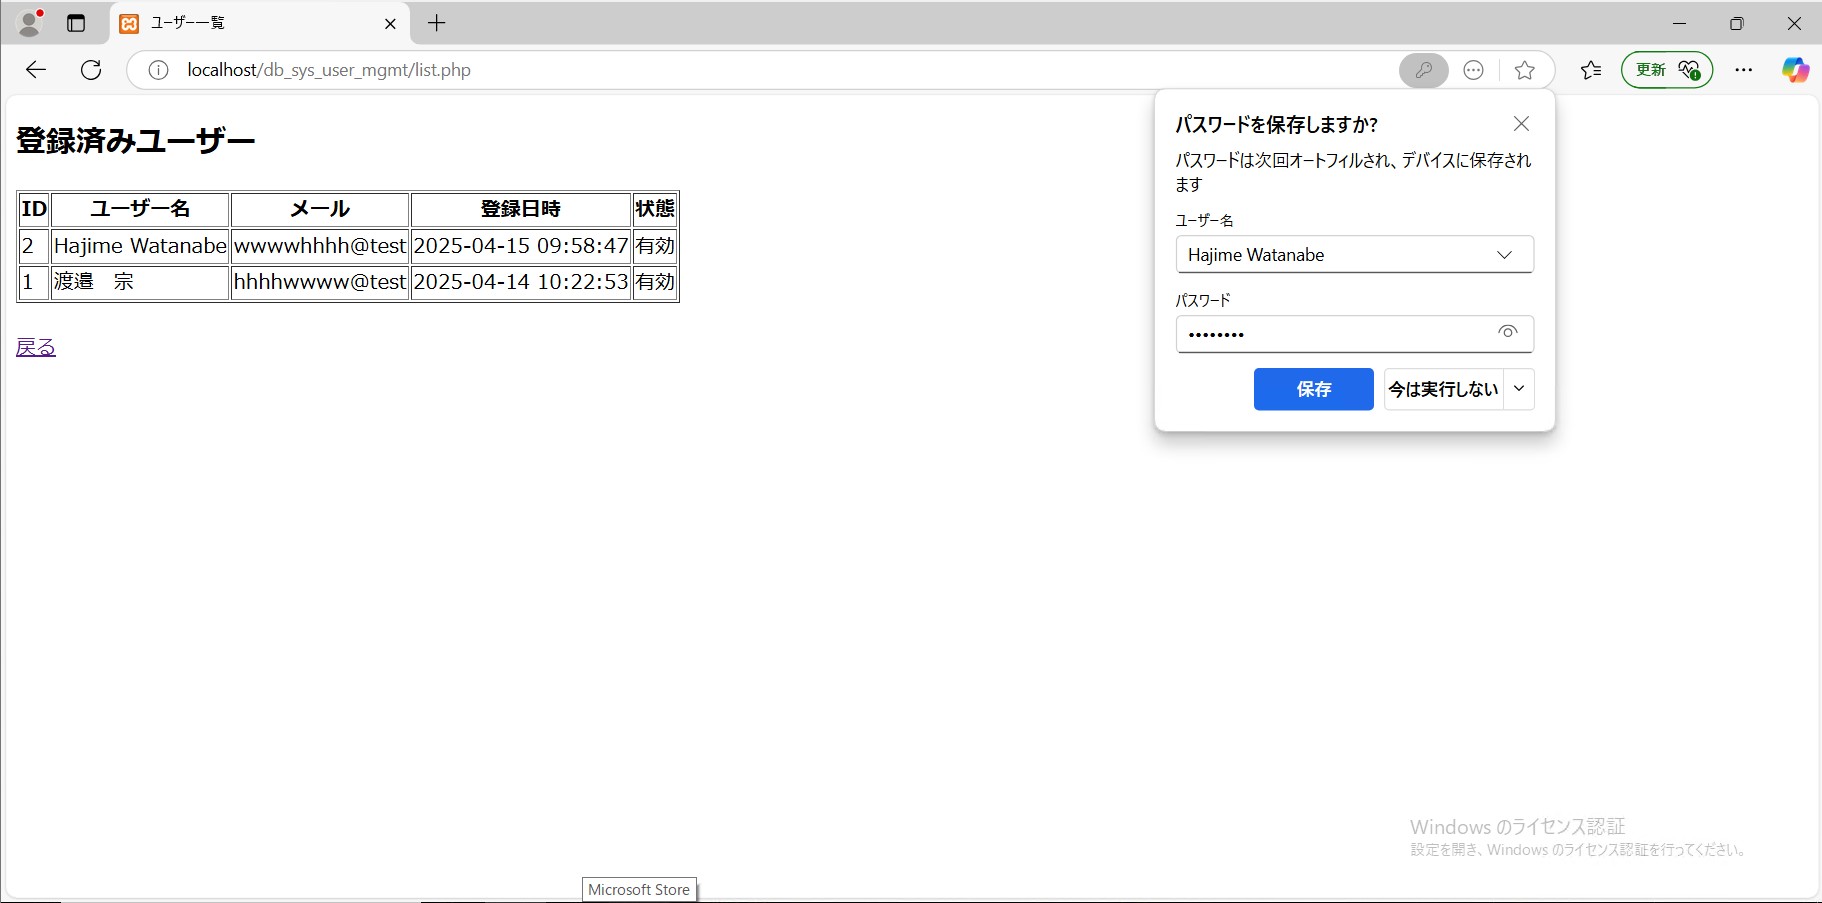 ユーザー一覧
localhost/db_sys_user_mgmt/list.php
更新
登録済みユーザー
ID ユーザー名 メール 登録日時 状態
2 Hajime Watanabe wwwwhhhh@test 2025-04-15 09:58:47 有効
1 渡邉　宗 hhhhwwww@test 2025-04-14 10:22:53 有効
戻る
パスワードを保存しますか?
パスワードは次回オートフィルされ、デバイスに保存され
ます
ユーザー名
Hajime Watanabe
パスワード
••••••••
保存 今は実行しない
Windows のライセンス認証
設定を開き、Windows のライセンス認証を行ってください。
Microsoft Store